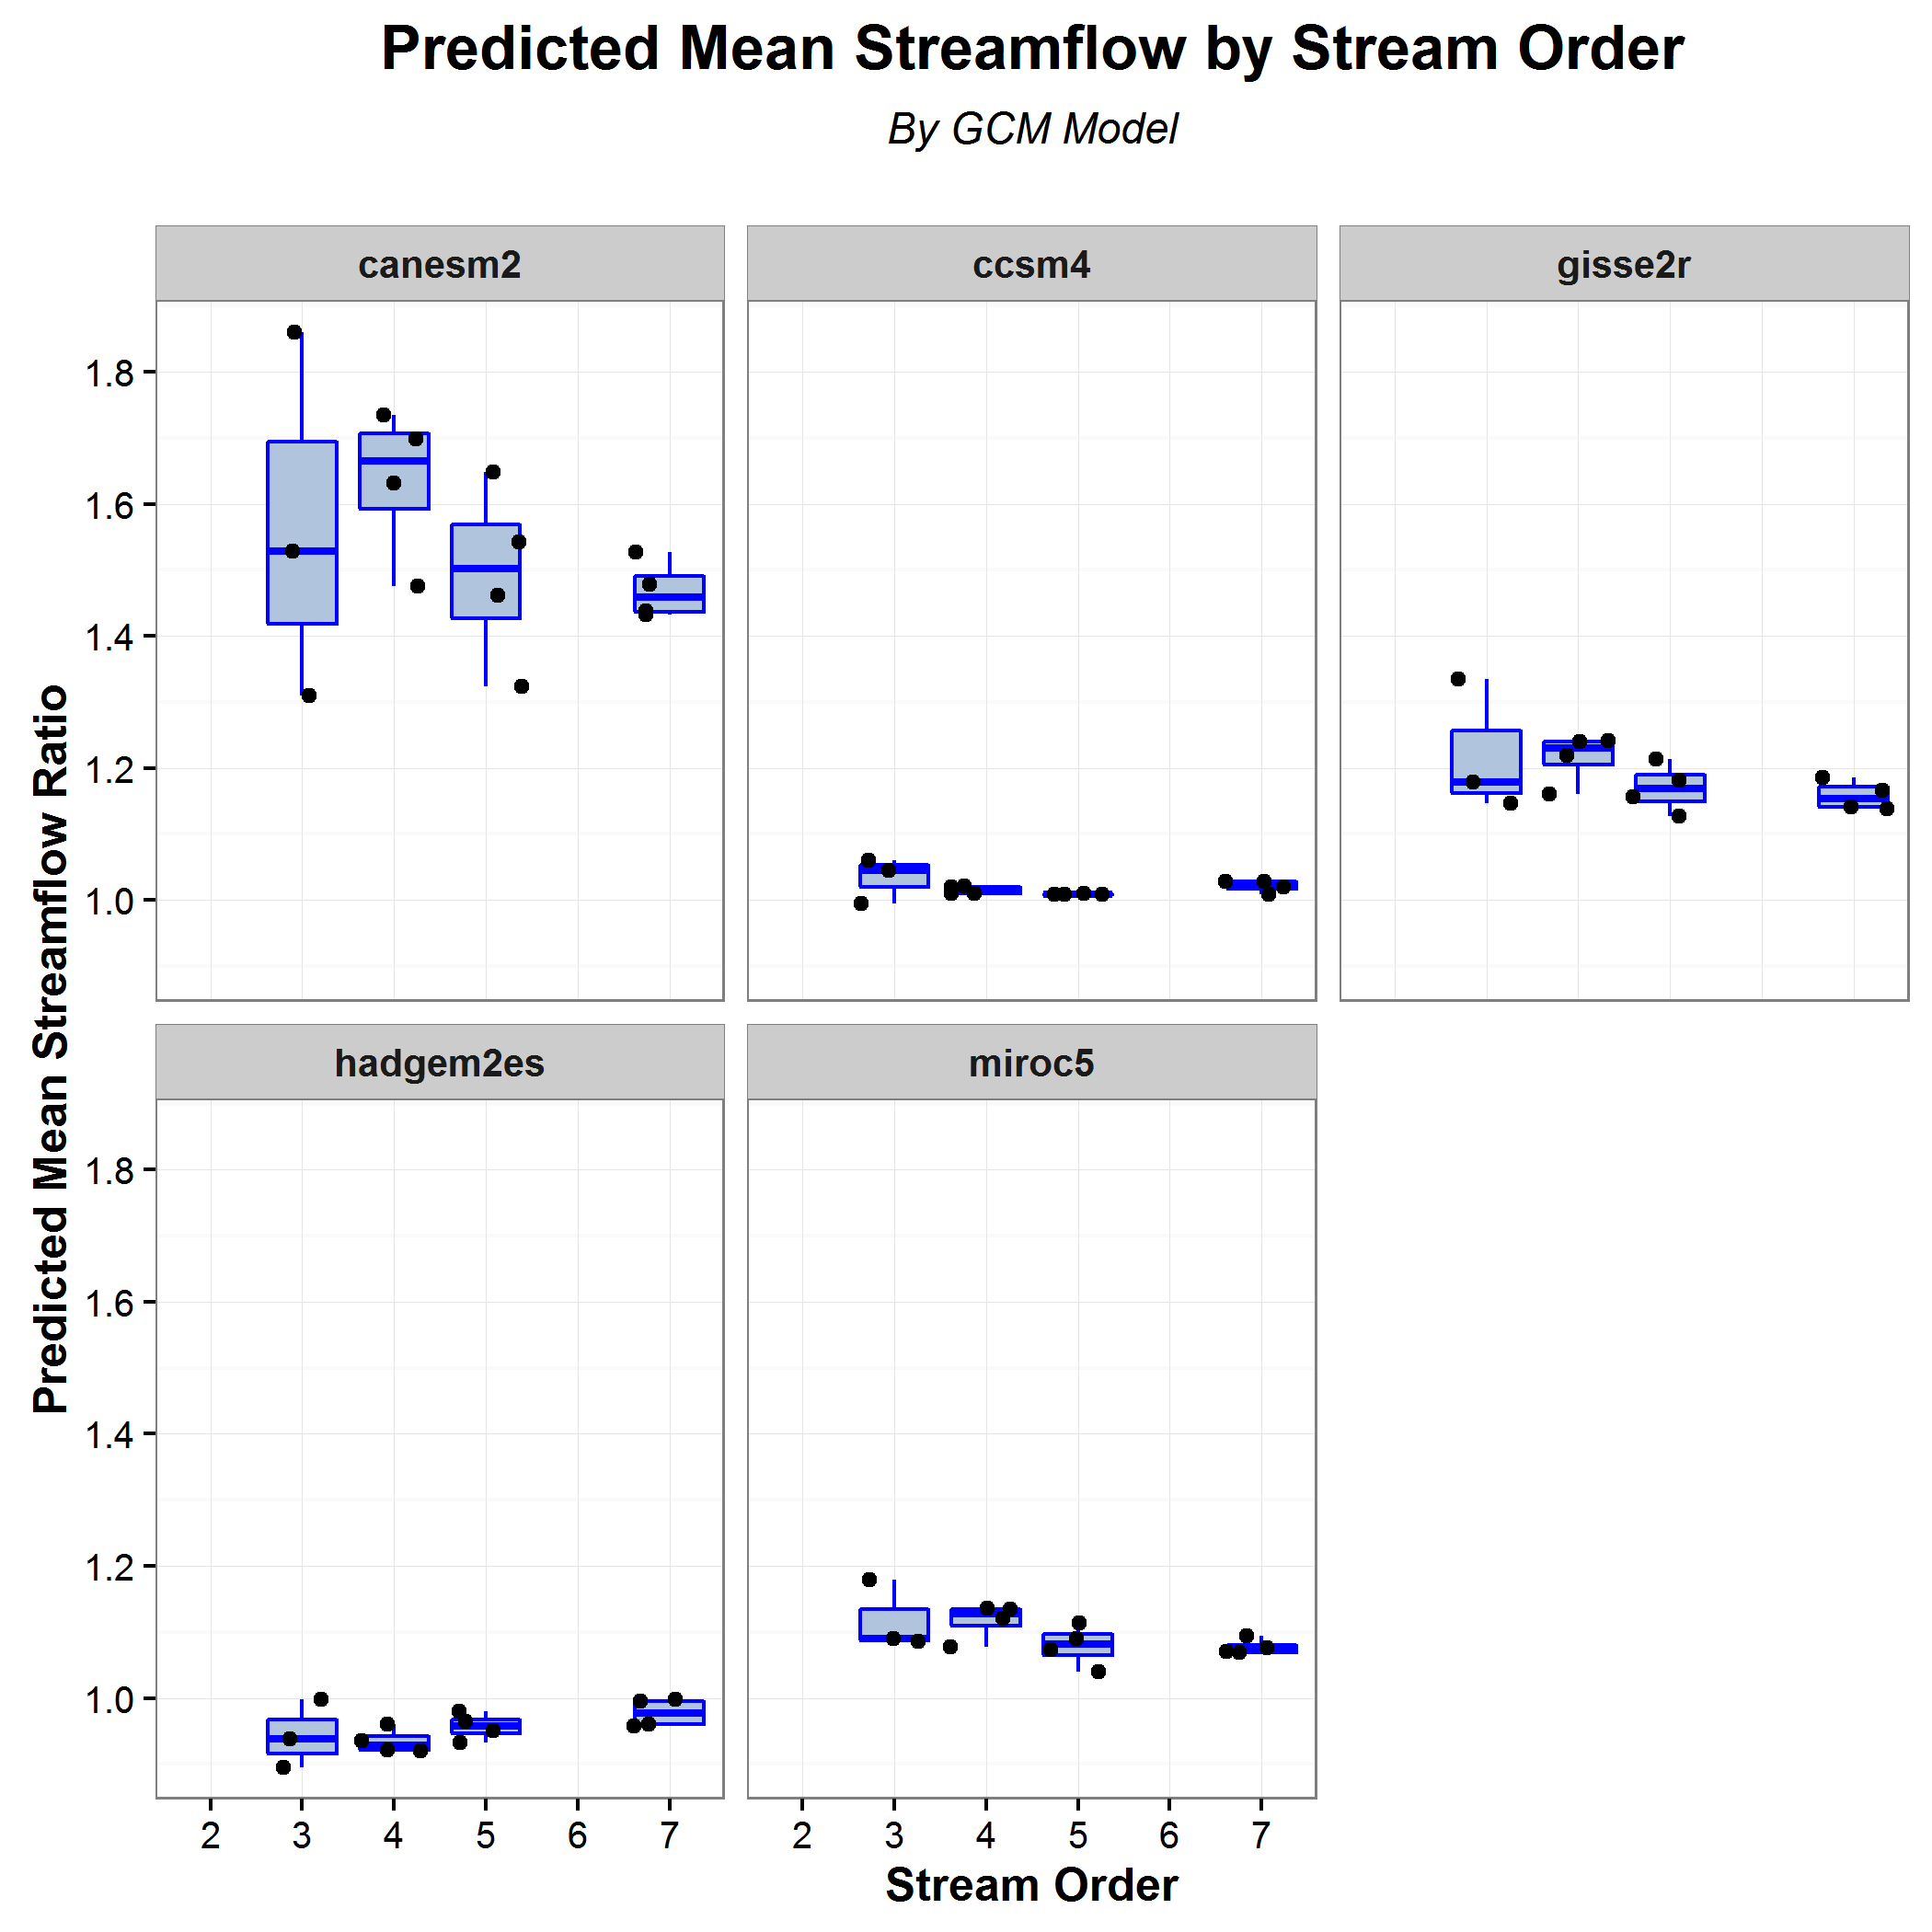 Predicted Mean Streamflow by Stream Order
By GCM Model
canesm2
ccsm4
gisse2r
1.8
1.6
1.4
1.2
1.0
hadgem2es
miroc5
1.8
1.6
1.4
1.2
1.0
2 3 4 5 6 7
2 3 4 5 6 7
Stream Order
Predicted Mean Streamflow Ratio